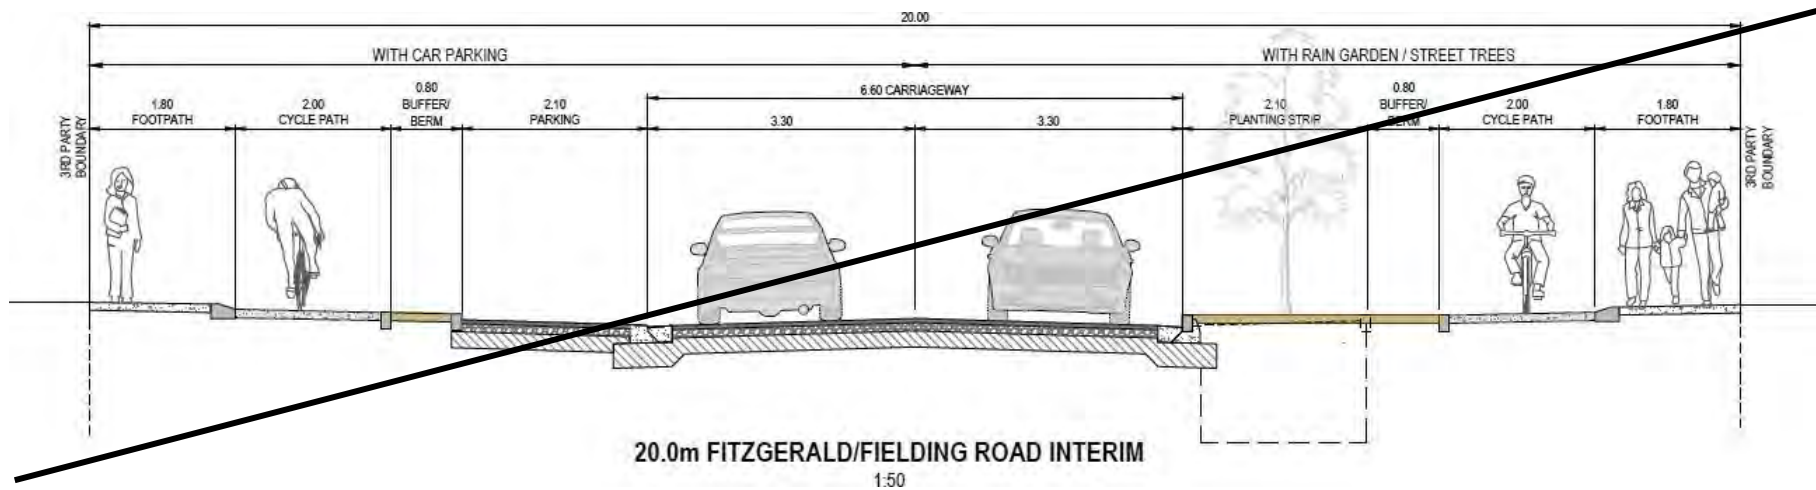 20.00
WITH CAR PARKING
WITH RAIN GARDEN / STREET TREES
3RD PARTY
BOUNDARY
1.80
FOOTPATH
2.00
CYCLE PATH
0.80
BUFFER/
BERM
2.10
PARKING
6.60 CARRIAGEWAY
3.30
3.30
2.10
PLANTING STRIP
0.80
BUFFER/
BERM
2.00
CYCLE PATH
1.80
FOOTPATH
3RD PARTY
BOUNDARY
20.0m FITZGERALD/FIELDING ROAD INTERIM
1:50